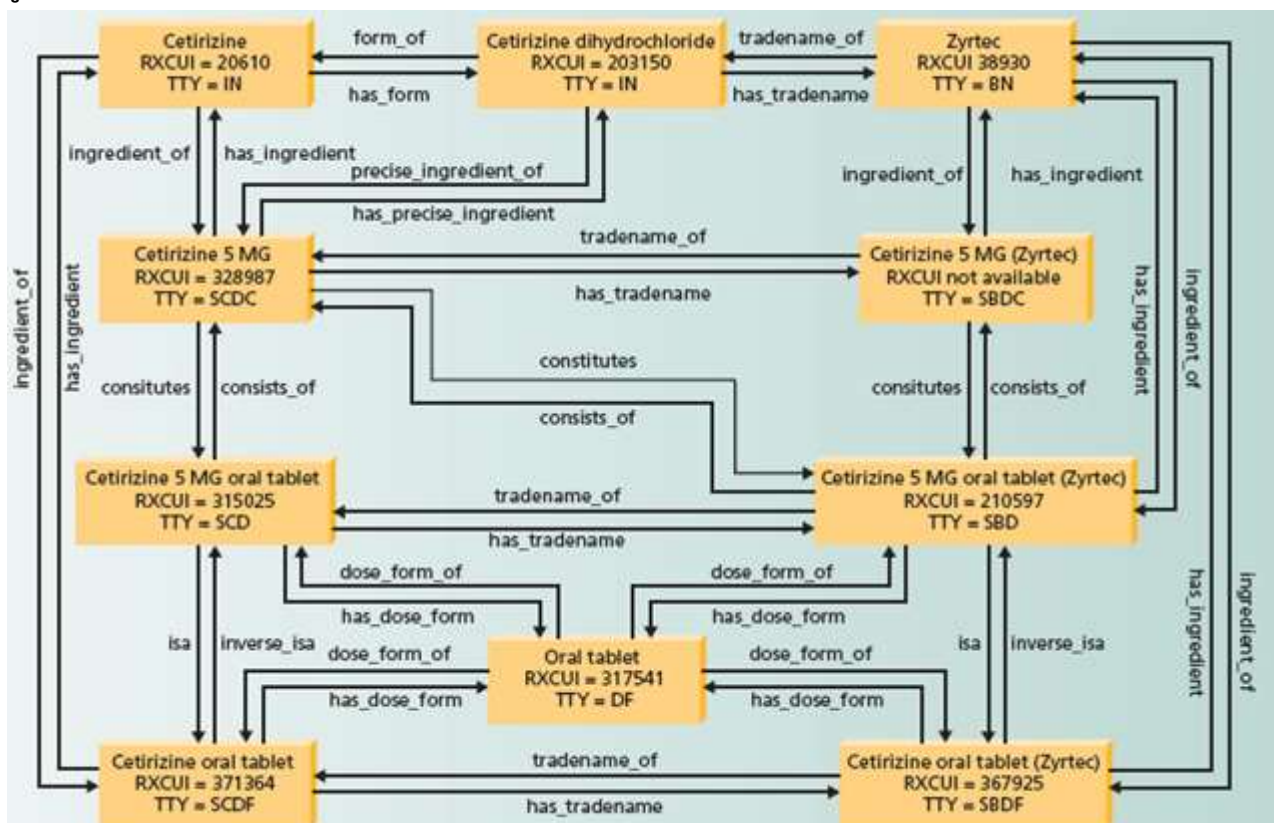 Cetirizine
RXCUI = 20610
TTY = IN
form_of
has_form
Cetirizine dihydrochloride
RXCUI = 203150
TTY = IN
tradename_of
has_tradename
Zyrtec
RXCUI 38930
TTY = BN
ingredient_of
has_ingredient
precise_ingredient_of
has_precise_ingredient
ingredient_of
has_ingredient
Cetirizine 5 MG
RXCUI = 328987
TTY = SCDC
tradename_of
has_tradename
Cetirizine 5 MG (Zyrtec)
RXCUI not available
TTY = SBDC
ingredient_of
has_ingredient
has_ingredient
ingredient_of
consitutes
consists_of
constitutes
consists_of
consitutes
consists_of
Cetirizine 5 MG oral tablet
RXCUI = 315025
TTY = SCD
tradename_of
has_tradename
Cetirizine 5 MG oral tablet (Zyrtec)
RXCUI = 210597
TTY = SBD
dose_form_of
has_dose_form
dose_form_of
has_dose_form
has_ingredient
ingredient_of
isa
inverse_isa
dose_form_of
has_dose_form
Oral tablet
RXCUI = 317541
TTY = DF
dose_form_of
has_dose_form
isa
inverse_isa
Cetirizine oral tablet
RXCUI = 371364
TTY = SCDF
tradename_of
has_tradename
Cetirizine oral tablet (Zyrtec)
RXCUI = 367925
TTY = SBDF